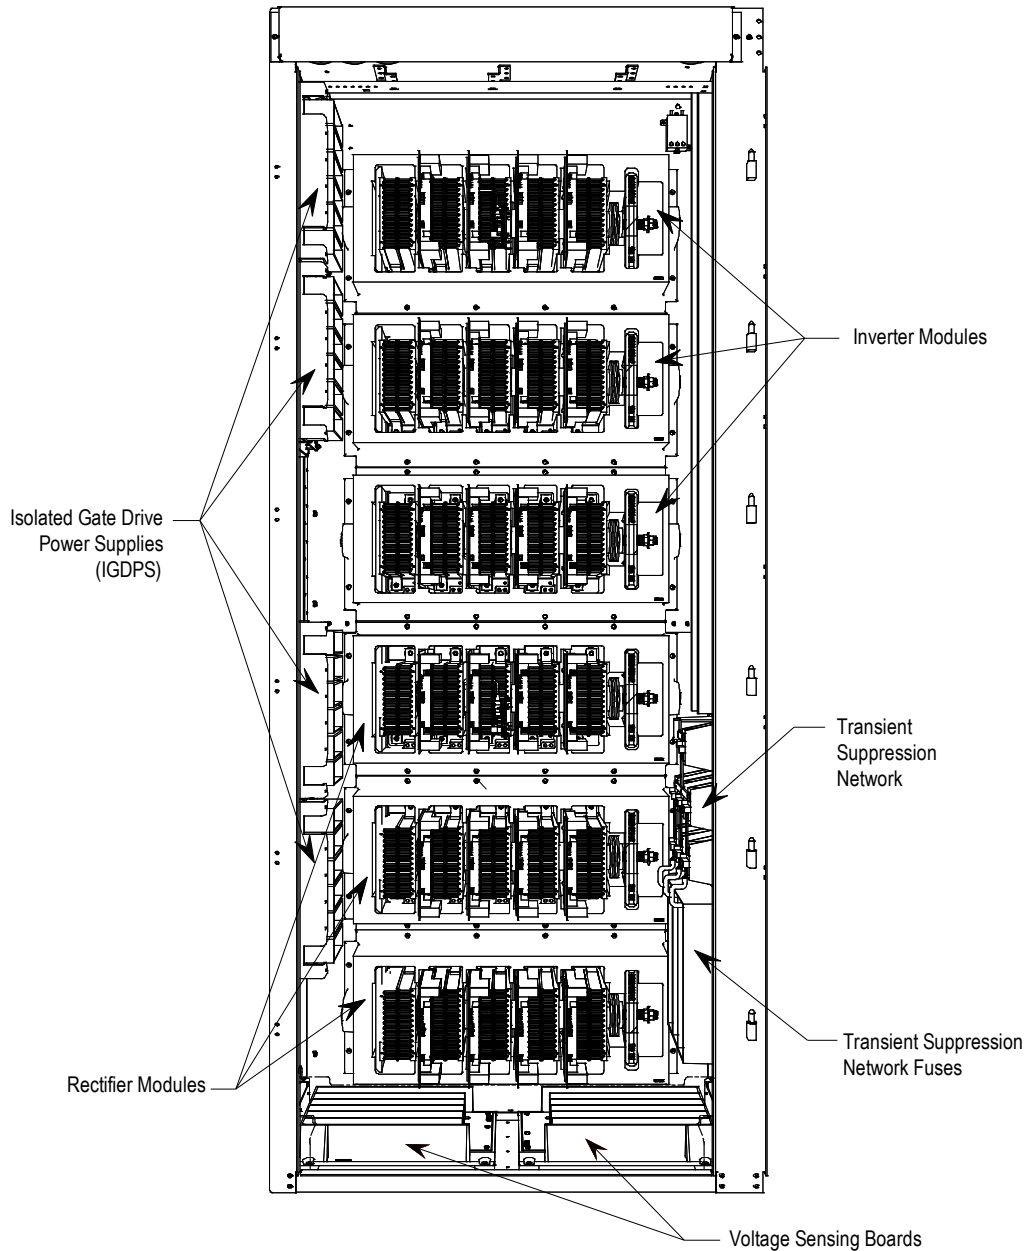 Inverter Modules
Isolated Gate Drive
Power Supplies
(IGDPS)
Transient
Suppression
Network
Transient Suppression
Network Fuses
Rectifier Modules
Voltage Sensing Boards